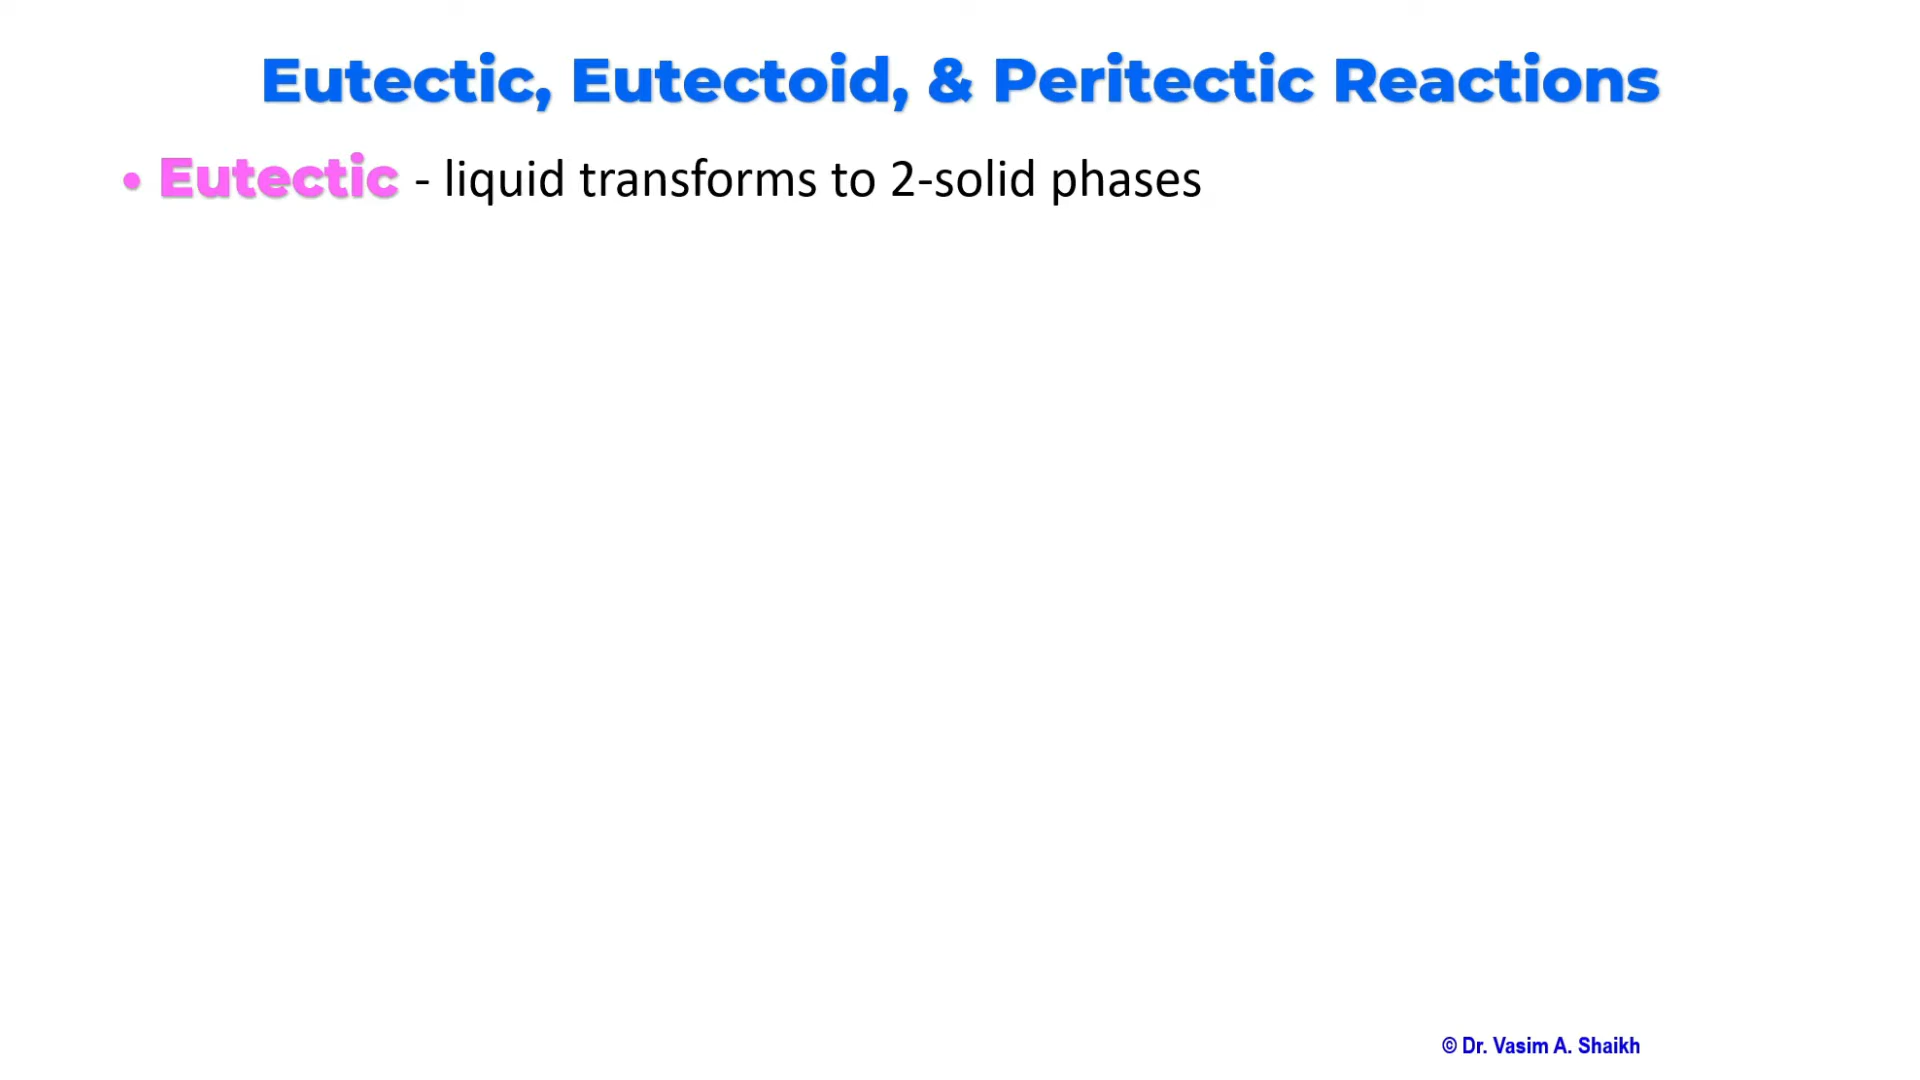 Eutectic, Eutectoid, & Peritectic Reactions
• Eutectic - liquid transforms to 2-solid phases
© Dr. Vasim A. Shaikh